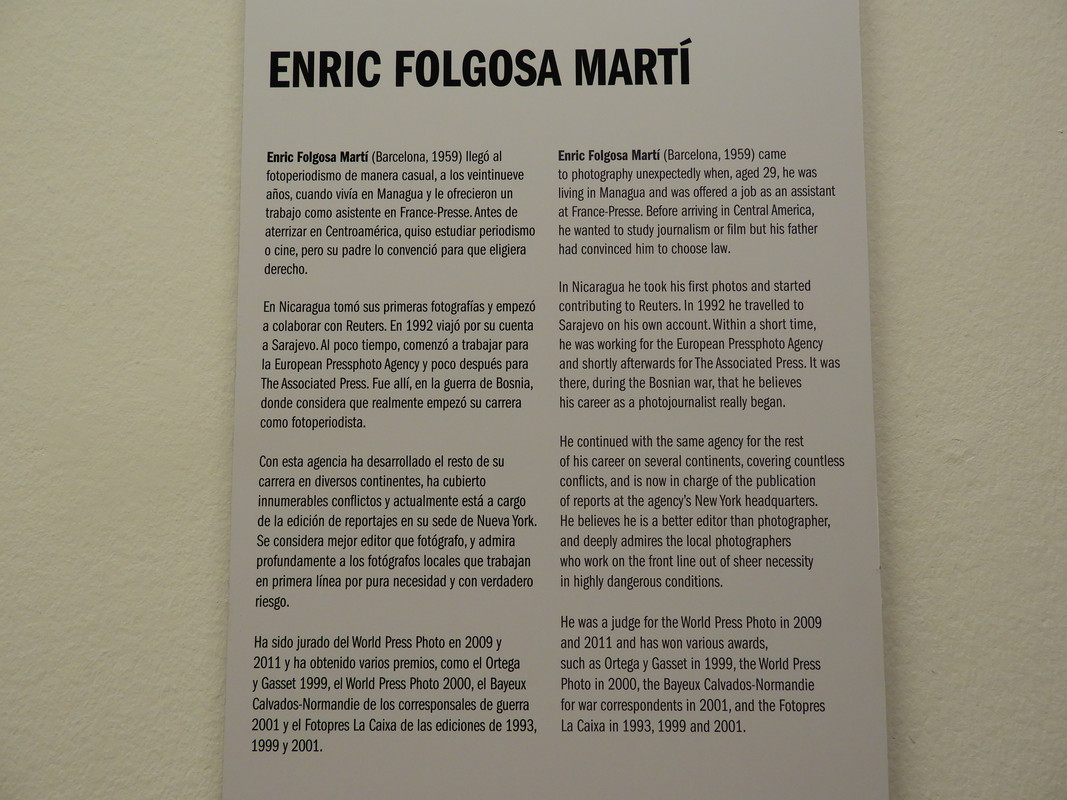 ENRIC FOLGOSA MARTÍ
Enric Folgosa Martí (Barcelona, 1959) llegó al
fotoperiodismo de manera casual, a los veintinueve
años, cuando vivía en Managua y le ofrecieron un
trabajo como asistente en France-Presse. Antes de
aterrizar en Centroamérica, quiso estudiar periodismo
o cine, pero su padre lo convenció para que eligiera
derecho.
En Nicaragua tomó sus primeras fotografías y empezó
a colaborar con Reuters. En 1992 viajó por su cuenta
a Sarajevo. Al poco tiempo, comenzó a trabajar para
la European Pressphoto Agency y poco después para
The Associated Press. Fue allí, en la guerra de Bosnia,
donde considera que realmente empezó su carrera
como fotoperiodista.
Con esta agencia ha desarrollado el resto de su
carrera en diversos continentes, ha cubierto
innumerables conflictos y actualmente está a cargo
de la edición de reportajes en su sede de Nueva York.
Se considera mejor editor que fotógrafo, y admira
profundamente a los fotógrafos locales que trabajan
en primera línea por pura necesidad y con verdadero
riesgo.
Ha sido jurado del World Press Photo en 2009 y
2011 y ha obtenido varios premios, como el Ortega
y Gasset 1999, el World Press Photo 2000, el Bayeux
Calvados-Normandie de los corresponsales de guerra
2001 y el Fotopres La Caixa de las ediciones de 1993,
1999 y 2001.
Enric Folgosa Martí (Barcelona, 1959) came
to photography unexpectedly when, aged 29, he was
living in Managua and was offered a job as an assistant
at France-Presse. Before arriving in Central America,
he wanted to study journalism or film but his father
had convinced him to choose law.
In Nicaragua he took his first photos and started
contributing to Reuters. In 1992 he travelled to
Sarajevo on his own account. Within a short time,
he was working for the European Pressphoto Agency
and shortly afterwards for The Associated Press. It was
there, during the Bosnian war, that he believes
his career as a photojournalist really began.
He continued with the same agency for the rest
of his career on several continents, covering countless
conflicts, and is now in charge of the publication
of reports at the agency's New York headquarters.
He believes he is a better editor than photographer,
and deeply admires the local photographers
who work on the front line out of sheer necessity
in highly dangerous conditions.
He was a judge for the World Press Photo in 2009
and 2011 and has won various awards,
such as Ortega y Gasset in 1999, the World Press
Photo in 2000, the Bayeux Calvados-Normandie
for war correspondents in 2001, and the Fotopres
La Caixa in 1993, 1999 and 2001.